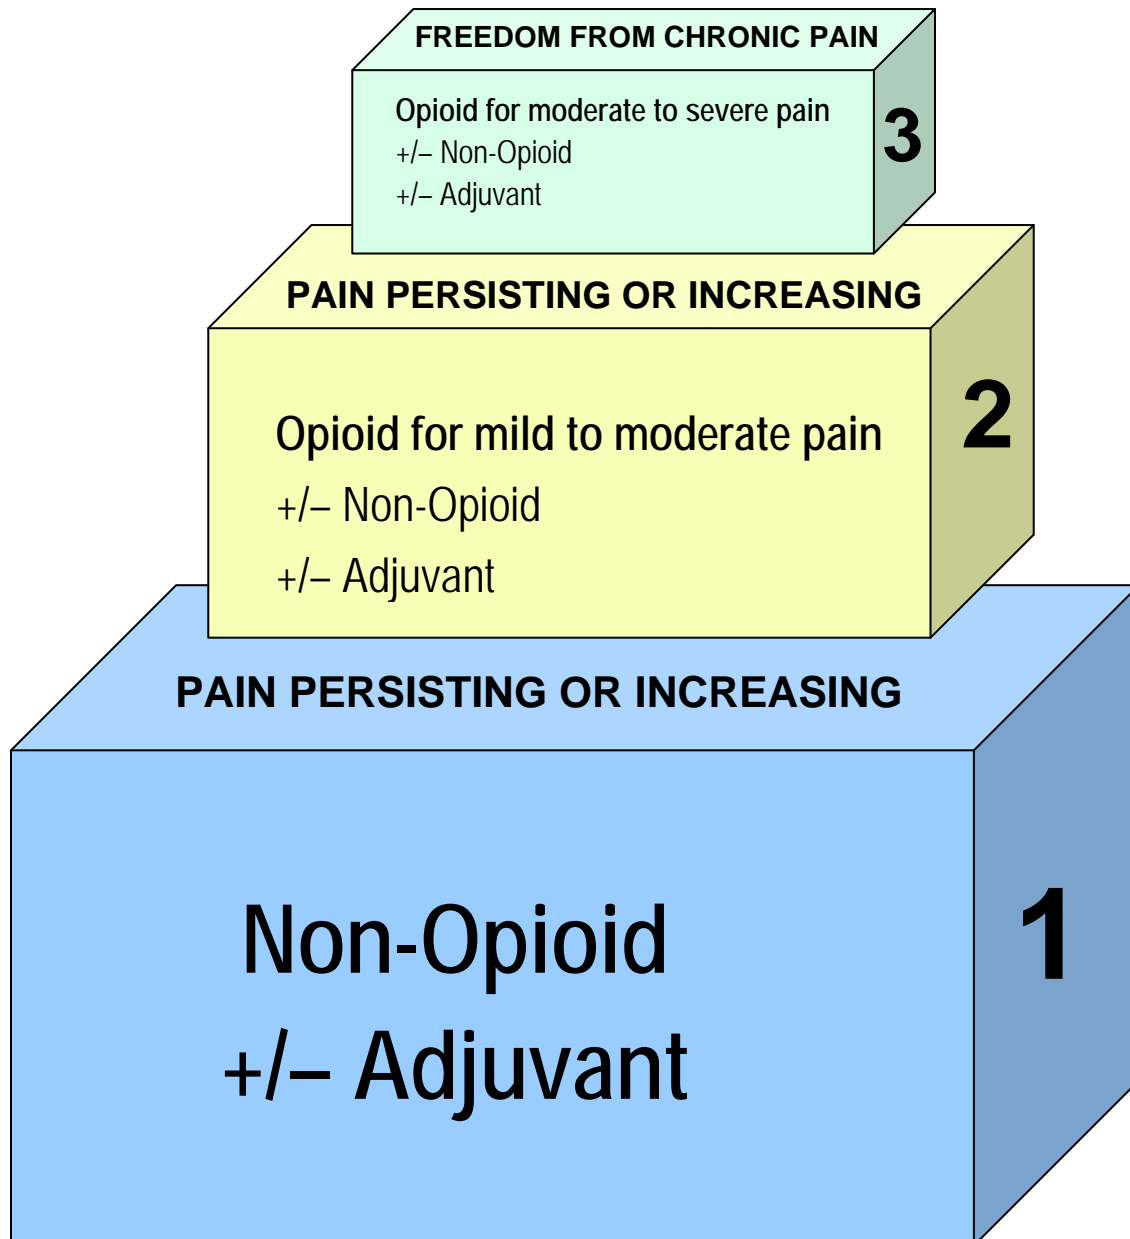 FREEDOM FROM CHRONIC PAIN
Opioid for moderate to severe pain
+/– Non-Opioid
+/– Adjuvant
3
PAIN PERSISTING OR INCREASING
Opioid for mild to moderate pain
+/– Non-Opioid
+/– Adjuvant
2
PAIN PERSISTING OR INCREASING
Non-Opioid
+/– Adjuvant
1